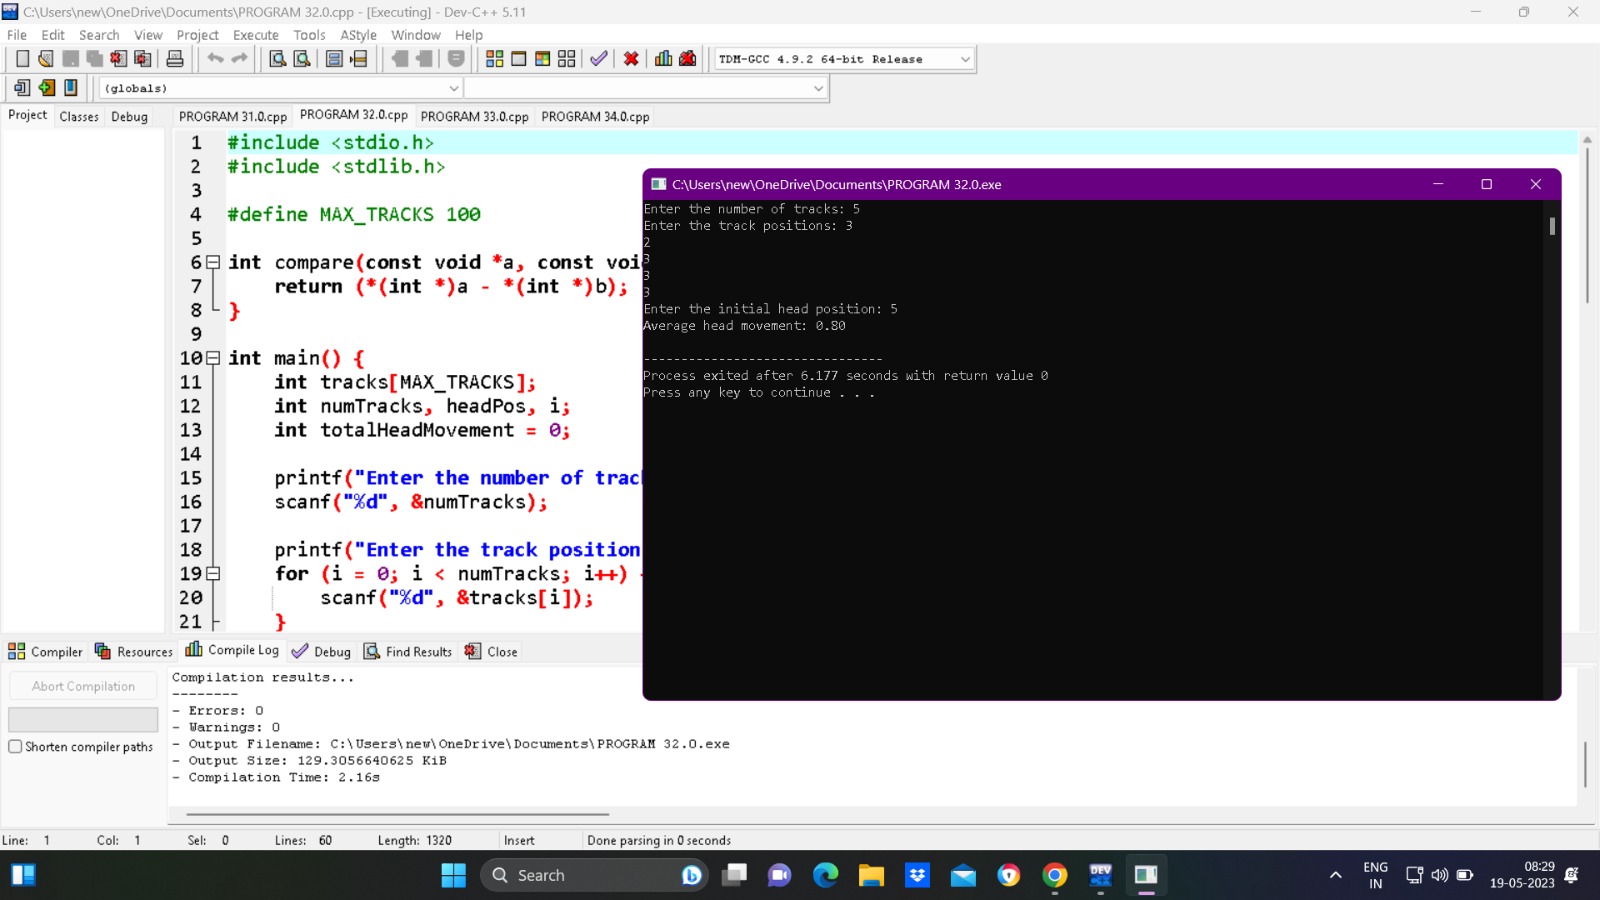 C:\Users\new\OneDrive\Documents\PROGRAM 32.0.cpp - [Executing] - Dev-C++ 5.11
File Edit Search View Project Execute Tools AStyle Window Help
TDM-GCC 4.9.2 64-bit Release
(globals)
Project Classes Debug
PROGRAM 31.0.cpp PROGRAM 32.0.cpp PROGRAM 33.0.cpp PROGRAM 34.0.cpp
1 #include <stdio.h>
2 #include <stdlib.h>
3
4 #define MAX_TRACKS 100
5
6 int compare(const void *a, const voi
7 return (*(int *)a - *(int *)b);
8 }
9
10 int main() {
11 int tracks[MAX_TRACKS];
12 int numTracks, headPos, i;
13 int totalHeadMovement = 0;
14
15 printf("Enter the number of trac
16 scanf("%d", &numTracks);
17
18 printf("Enter the track position
19 for (i = 0; i < numTracks; i++)
20 scanf("%d", &tracks[i]);
21 }
C:\Users\new\OneDrive\Documents\PROGRAM 32.0.exe
Enter the number of tracks: 5
Enter the track positions: 3
2
3
3
3
Enter the initial head position: 5
Average head movement: 0.80
--------------------------------
Process exited after 6.177 seconds with return value 0
Press any key to continue . . .
Compiler Resources Compile Log Debug Find Results Close
Abort Compilation
Shorten compiler paths
Compilation results...
--------
- Errors: 0
- Warnings: 0
- Output Filename: C:\Users\new\OneDrive\Documents\PROGRAM 32.0.exe
- Output Size: 129.3056640625 KiB
- Compilation Time: 2.16s
Line: 1 Col: 1 Sel: 0 Lines: 60 Length: 1320 Insert Done parsing in 0 seconds
Search
DEV
C++
ENG
IN
08:29
19-05-2023